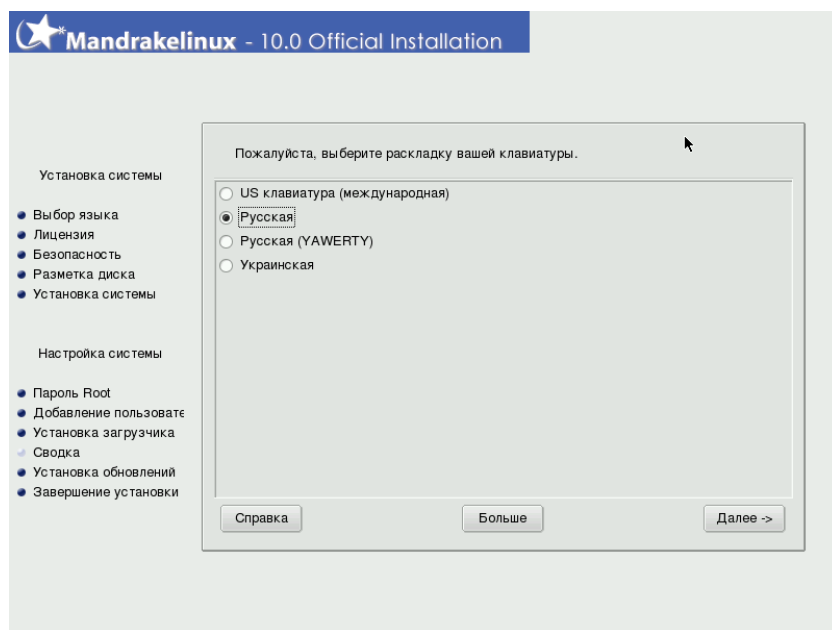 Mandrakelinux - 10.0 Official Installation
Установка системы
Выбор языка
Лицензия
Безопасность
Разметка диска
Установка системы
Настройка системы
Пароль Root
Добавление пользовате
Установка загрузчика
Сводка
Установка обновлений
Завершение установки
Пожалуйста, выберите раскладку вашей клавиатуры.
US клавиатура (международная)
Русская
Русская (YAWERTY)
Украинская
Справка
Больше
Далее ->